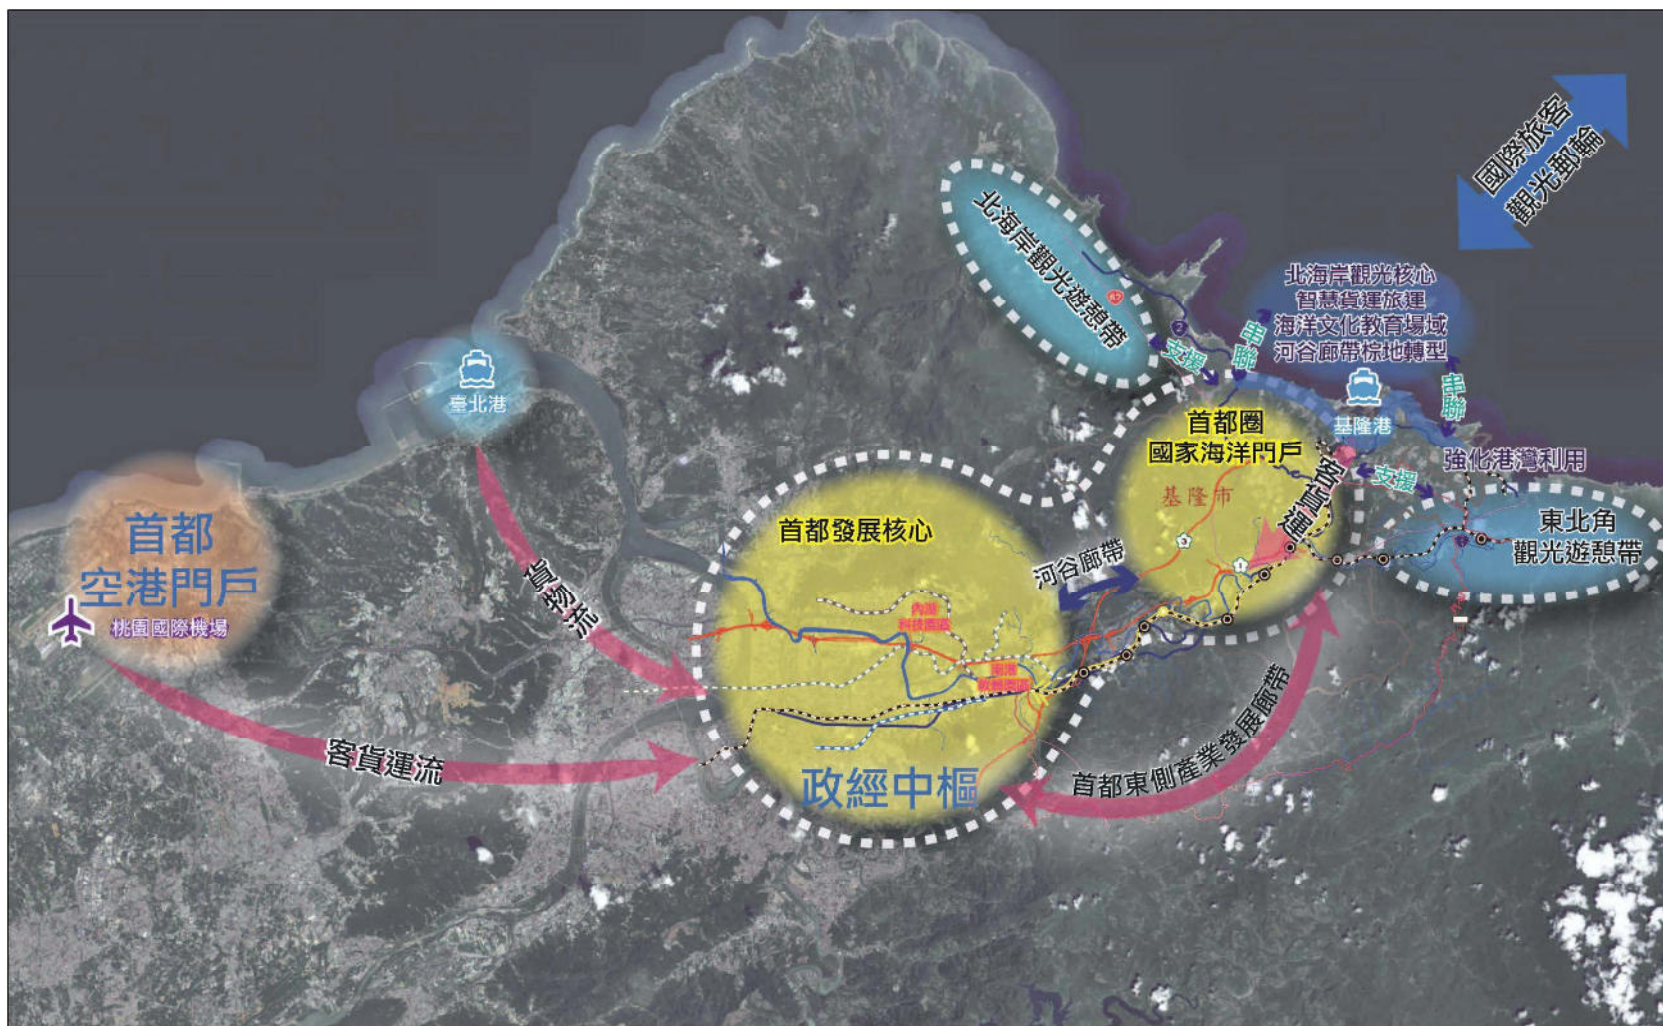 國際旅客
觀光郵輪
北海岸觀光遊憩帶
北海岸觀光核心
智慧貨運旅運
海洋文化教育場域
河谷廊帶棕地轉型
支援
串聯
串聯
臺北港
基隆港
首都圈
國家海洋門戶
基隆市
客貨運
強化港灣利用
支援
東北角
觀光遊憩帶
首都
空港門戶
桃園國際機場
貨物流
客貨運流
首都發展核心
內湖
科技園區
南港
軟體園區
政經中樞
河谷廊帶
首都東側產業發展廊帶
2
3
1